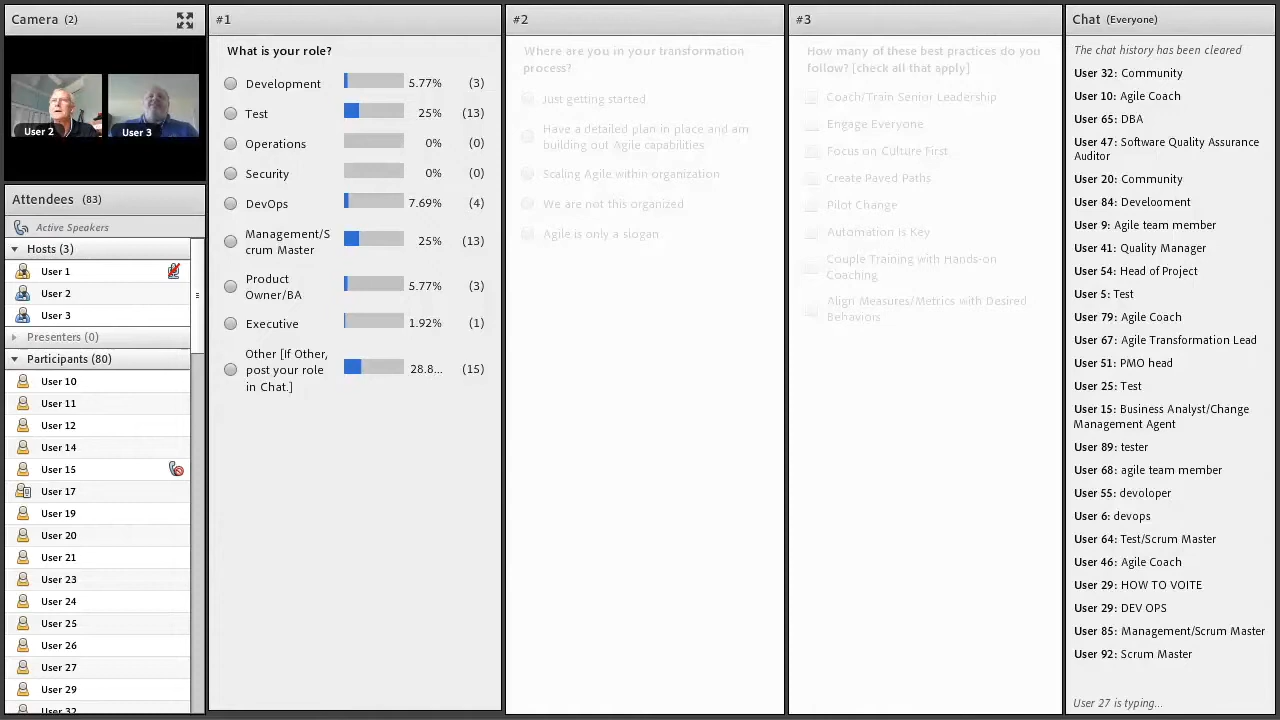 Camera (2)
User 2
User 3
Attendees (83)
Active Speakers
Hosts (3)
User 1
User 2
User 3
Presenters (0)
Participants (80)
User 10
User 11
User 12
User 14
User 15
User 17
User 19
User 20
User 21
User 23
User 24
User 25
User 26
User 27
User 29
User 32
#1
What is your role?
Development 5.77% (3)
Test 25% (13)
Operations 0% (0)
Security 0% (0)
DevOps 7.69% (4)
Management/S
crum Master 25% (13)
Product
Owner/BA 5.77% (3)
Executive 1.92% (1)
Other [If Other,
post your role 28.8... (15)
in Chat.]
#2
Where are you in your transformation
process?
Just getting started
Have a detailed plan in place and am
building out Agile capabilities
Scaling Agile within organization
We are not this organized
Agile is only a slogan
#3
How many of these best practices do you
follow? [check all that apply]
Coach/Train Senior Leadership
Engage Everyone
Focus on Culture First
Create Paved Paths
Pilot Change
Automation is Key
Couple Training with Hands-on
Coaching
Align Measures/Metrics with Desired
Behaviors
Chat (Everyone)
The chat history has been cleared
User 32: Community
User 10: Agile Coach
User 65: DBA
User 47: Software Quality Assurance
Auditor
User 20: Community
User 84: Develooment
User 9: Agile team member
User 41: Quality Manager
User 54: Head of Project
User 5: Test
User 79: Agile Coach
User 67: Agile Transformation Lead
User 51: PMO head
User 25: Test
User 15: Business Analyst/Change
Management Agent
User 89: tester
User 68: agile team member
User 55: devoloper
User 6: devops
User 64: Test/Scrum Master
User 46: Agile Coach
User 29: HOW TO VOITE
User 29: DEV OPS
User 85: Management/Scrum Master
User 92: Scrum Master
User 27 is typing...